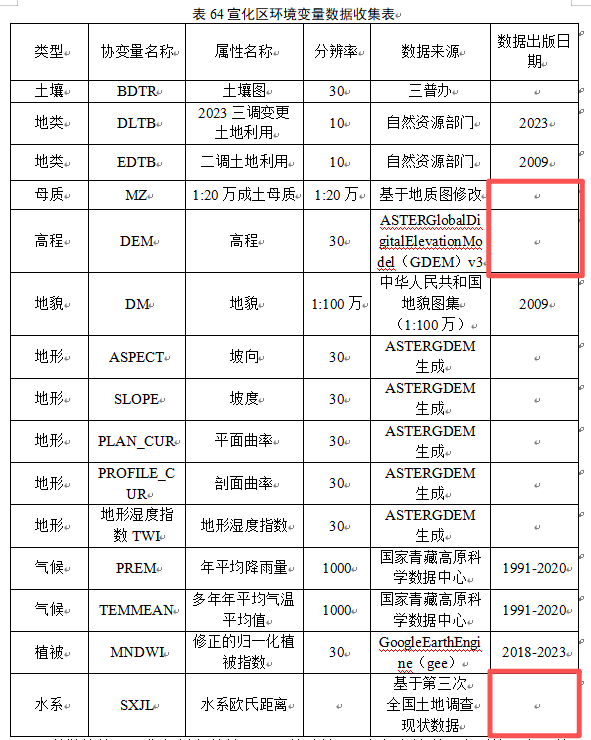 表 64 宣化区环境变量数据收集表
类型 协变量名称 属性名称 分辨率 数据来源 数据出版日
期
土壤 BDTR 土壤图 30 三普办
地类 DLTB 2023 三调变更
土地利用 10 自然资源部门 2023
地类 EDTB 二调土地利用 10 自然资源部门 2009
母质 MZ 1:20 万成土母质 1:20 万 基于地质图修改
高程 DEM 高程 30 ASTERGlobalDi
gitalElevationMo
del（GDEM）v3
地貌 DM 地貌 1:100 万 中华人民共和国
地貌图集
（1:100 万） 2009
地形 ASPECT 坡向 30 ASTERGDEM
生成
地形 SLOPE 坡度 30 ASTERGDEM
生成
地形 PLAN_CUR 平面曲率 30 ASTERGDEM
生成
地形 PROFILE_C
UR 剖面曲率 30 ASTERGDEM
生成
地形 地形湿度指
数 TWI 地形湿度指数 30 ASTERGDEM
生成
气候 PREM 年平均降雨量 1000 国家青藏高原科
学数据中心 1991-2020
气候 TEMMEAN 多年年平均气温
平均值 1000 国家青藏高原科
学数据中心 1991-2020
植被 MNDWI 修正的归一化植
被指数 30 GoogleEarthEngi
ne（gee） 2018-2023
水系 SXJL 水系欧氏距离 基于第三次
全国土地调查
现状数据